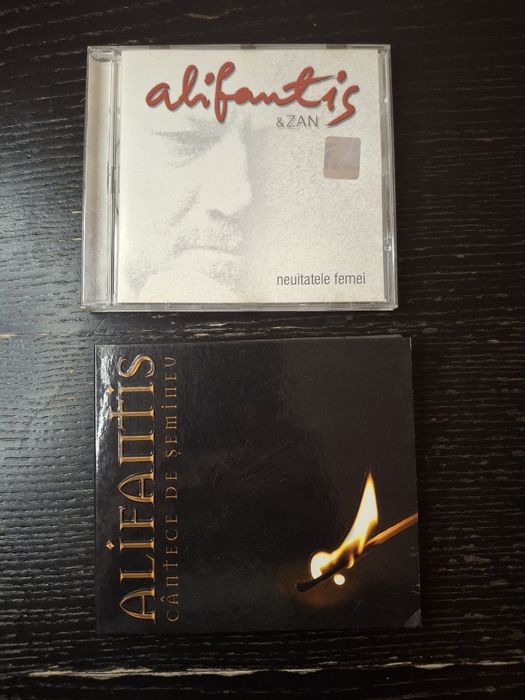 alifantis
&ZAN
neuitatele femei
ALiFANTiS
CÂNTECE DE ȘEMINEU